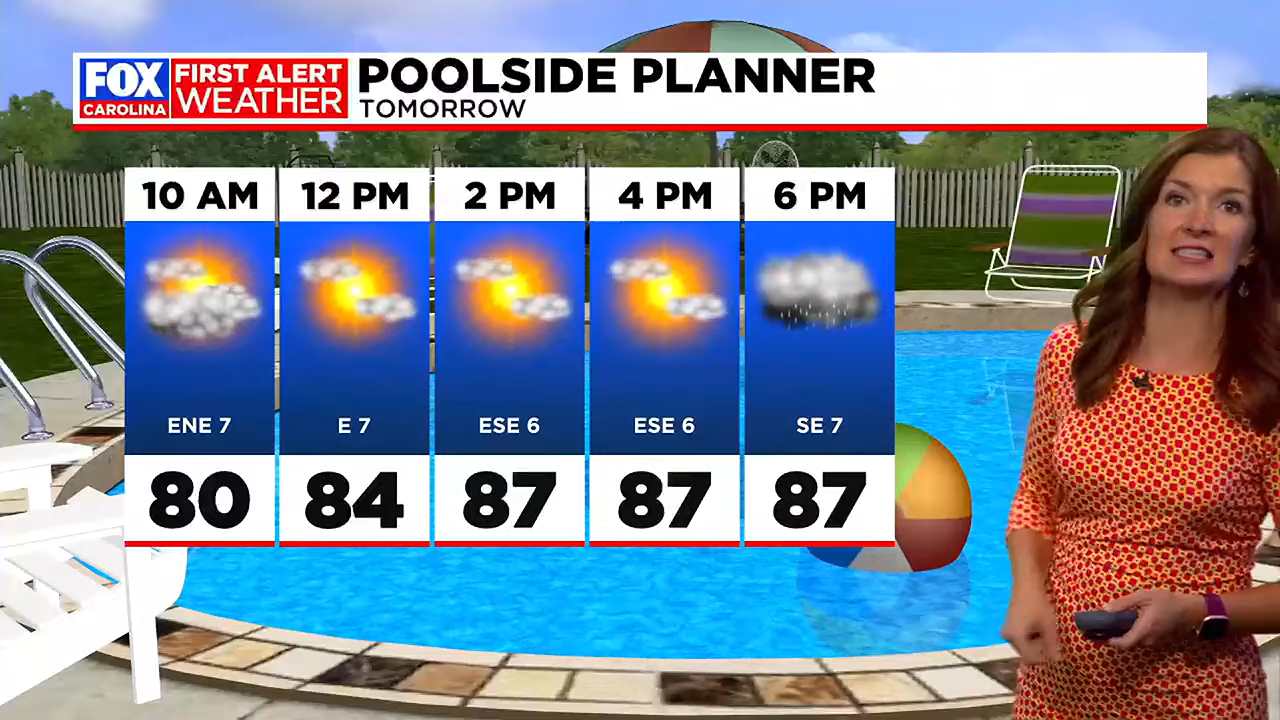 FOX CAROLINA
FIRST ALERT WEATHER
POOLSIDE PLANNER
TOMORROW
10 AM 12 PM 2 PM 4 PM 6 PM
ENE 7 E 7 ESE 6 ESE 6 SE 7
80 84 87 87 87